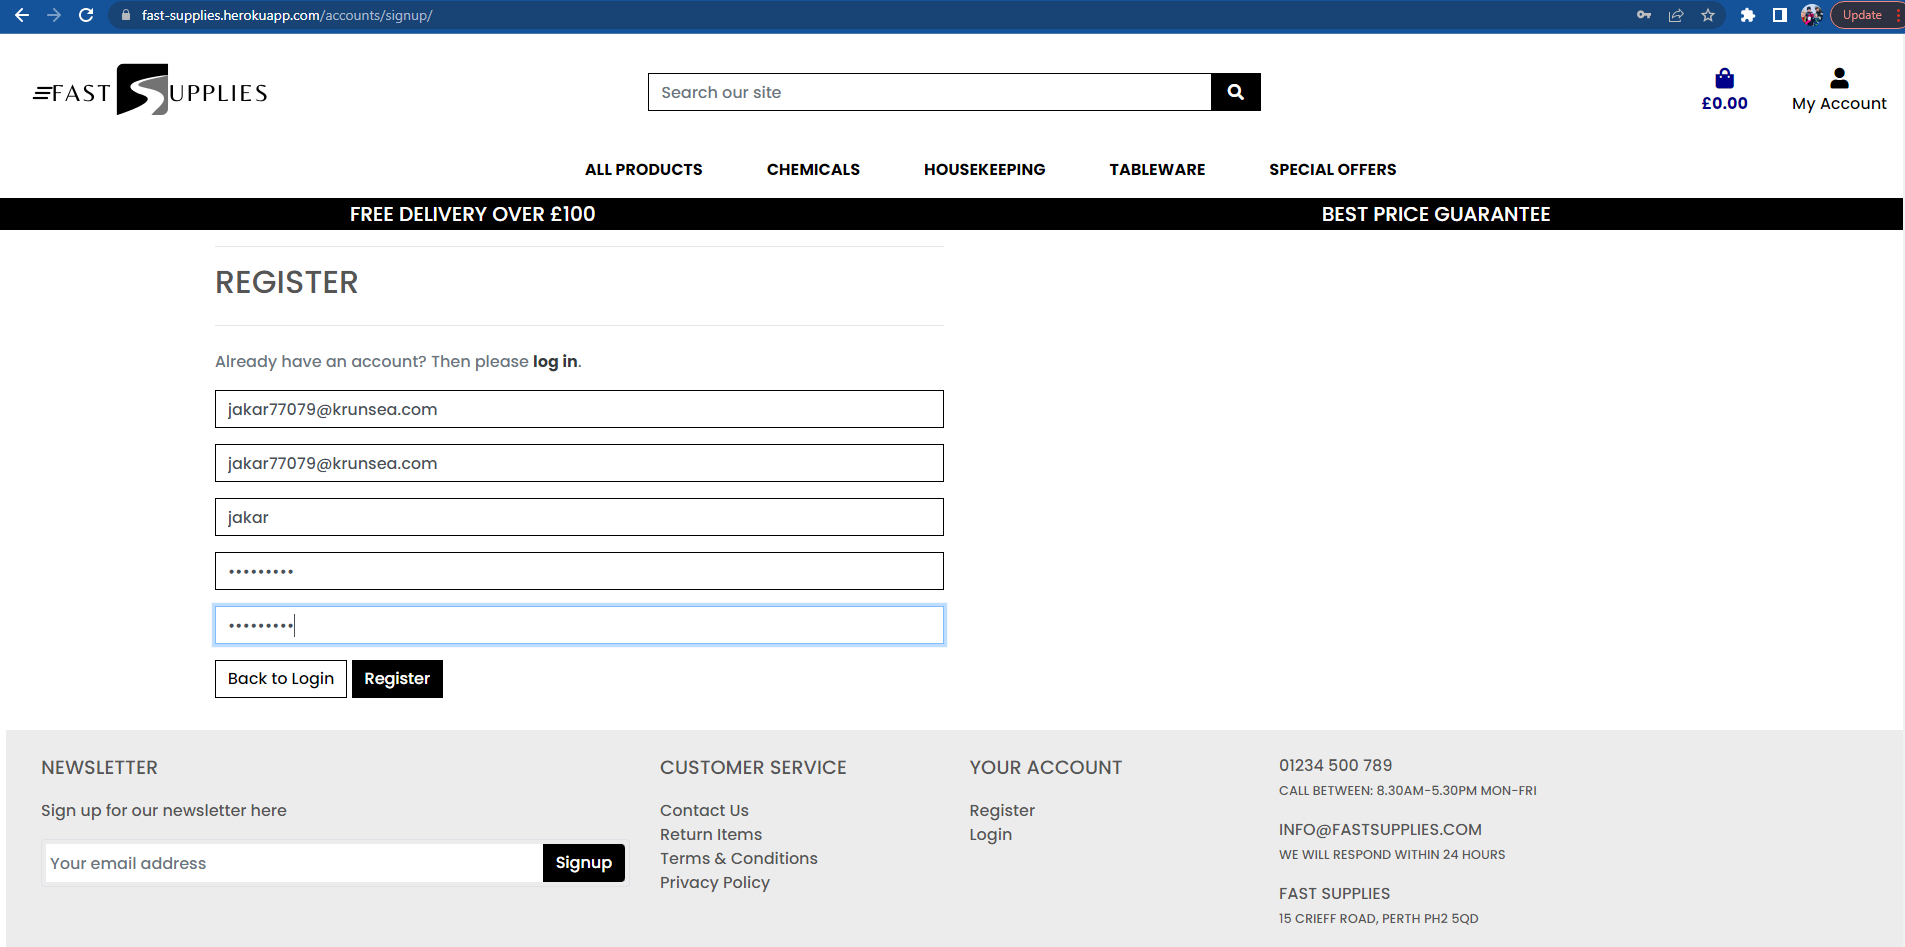 fast-supplies.herokuapp.com/accounts/signup/
Update
FAST SUPPLIES
Search our site
£0.00
My Account
ALL PRODUCTS CHEMICALS HOUSEKEEPING TABLEWARE SPECIAL OFFERS
FREE DELIVERY OVER £100 BEST PRICE GUARANTEE
REGISTER
Already have an account? Then please log in.
jakar77079@krunsea.com
jakar77079@krunsea.com
jakar
•••••••••
•••••••••
Back to Login Register
NEWSLETTER
Sign up for our newsletter here
Your email address Signup
CUSTOMER SERVICE
Contact Us
Return Items
Terms & Conditions
Privacy Policy
YOUR ACCOUNT
Register
Login
01234 500 789
CALL BETWEEN: 8.30AM-5.30PM MON-FRI
INFO@FASTSUPPLIES.COM
WE WILL RESPOND WITHIN 24 HOURS
FAST SUPPLIES
15 CRIEFF ROAD, PERTH PH2 5QD